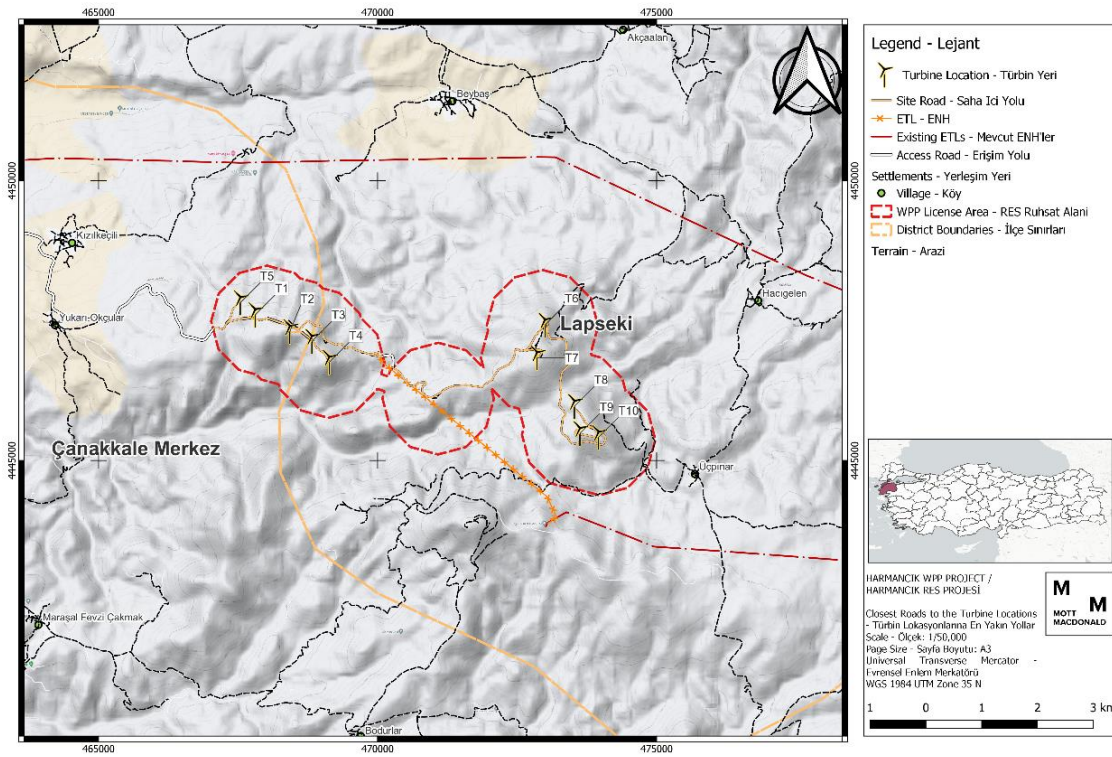 465000
470000
475000
4450000
4445000
Akçaalan
Beybaş
Kızılkeçili
Yukarı Okçular
Hacıgelen
T5
T1
T2
T3
T4
T6
Lapseki
T7
T8
T9
T10
Çanakkale Merkez
Üçpınar
Maraşal Fevzi Çakmak
Bodurlar
4450000
4445000
465000
470000
475000
Legend - Lejant
Turbine Location - Türbin Yeri
Site Road - Saha Ici Yolu
ETL - ENH
Existing ETLs - Mevcut ENH'ler
Access Road - Erişim Yolu
Settlements - Yerleşim Yeri
Village - Köy
WPP License Area - RES Ruhsat Alani
District Boundaries - İlçe Sınırları
Terrain - Arazi
HARMANCIK WPP PROJECT /
HARMANCIK RES PROJESİ
Closest Roads to the Turbine Locations
- Türbin Lokasyonlarına En Yakın Yollar
Scale - Ölçek: 1/50,000
Page Size - Sayfa Boyutu: A3
Universal Transverse Mercator -
Evrensel Enlem Merkatörü
WGS 1984 UTM Zone 35 N
M
M
MOTT
MACDONALD
1 0 1 2 3 km